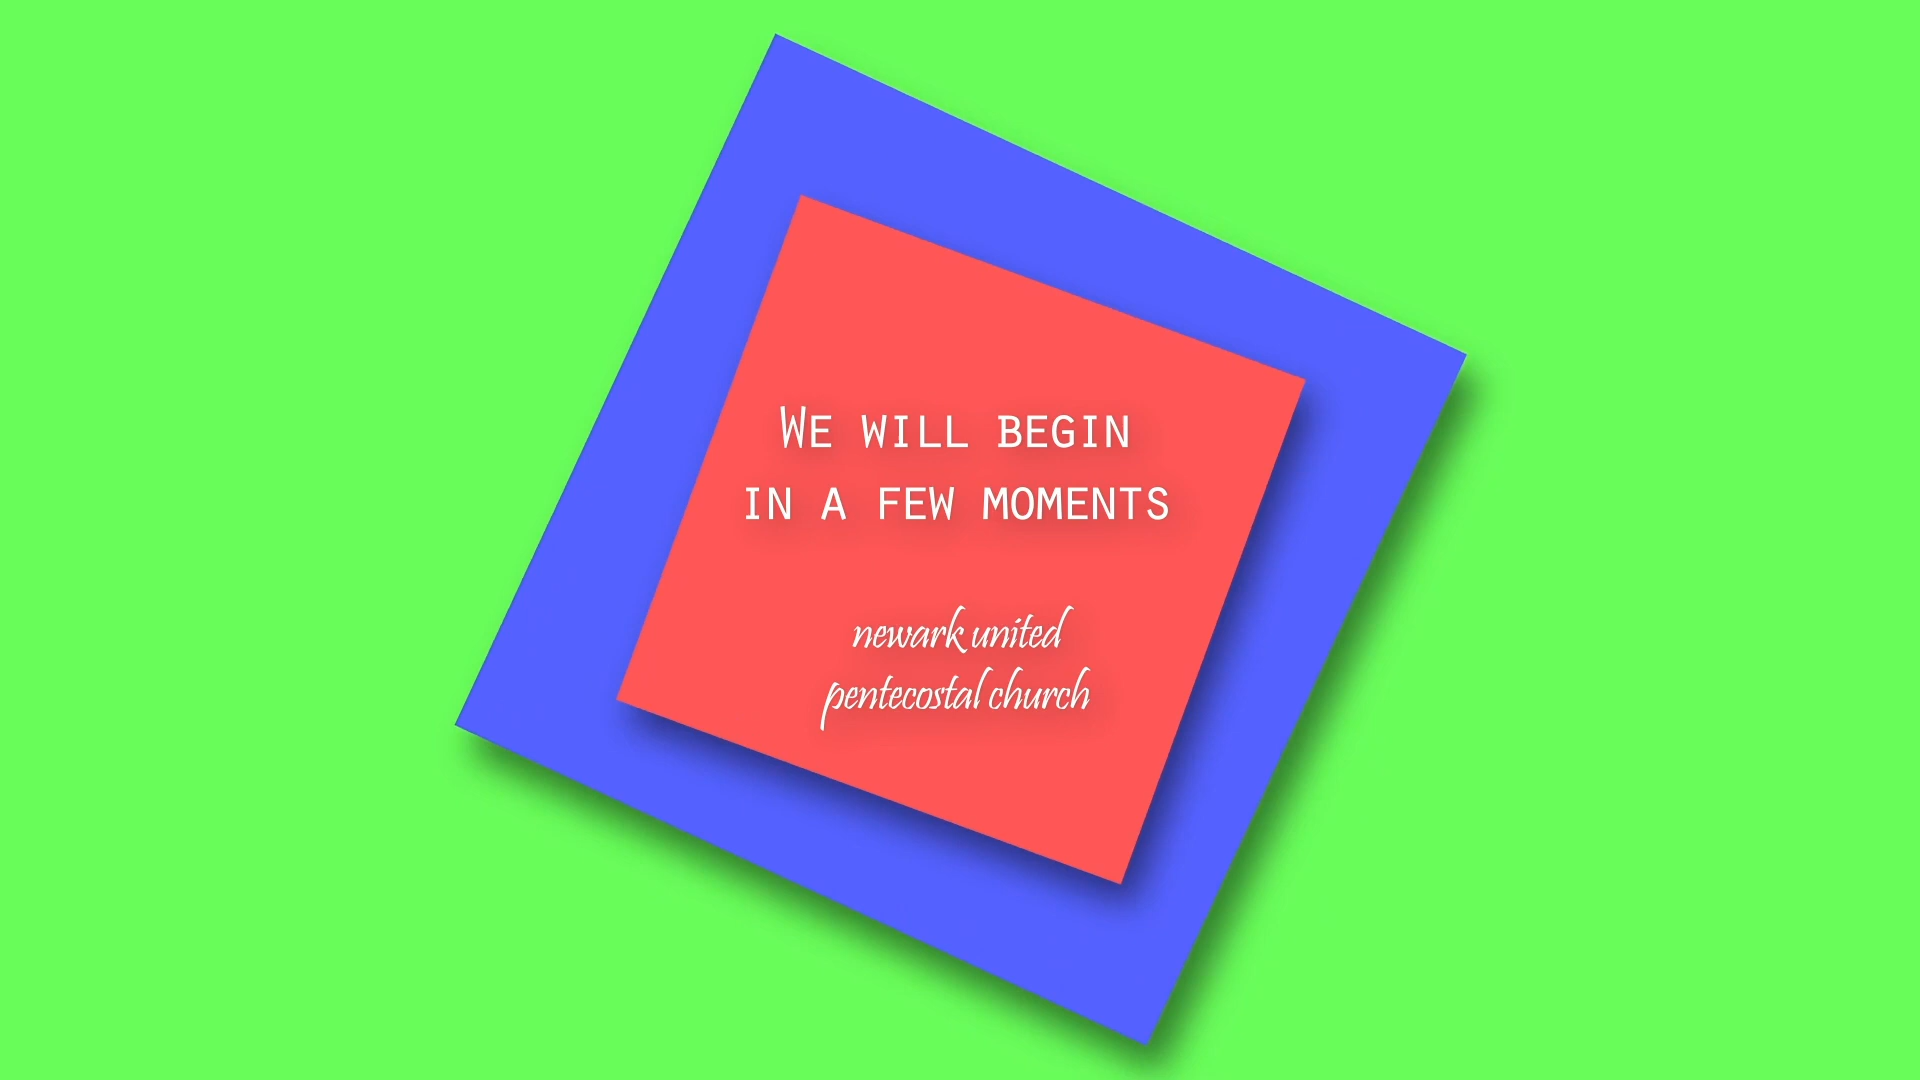 We will begin
in a few moments
newark united
pentecostal church